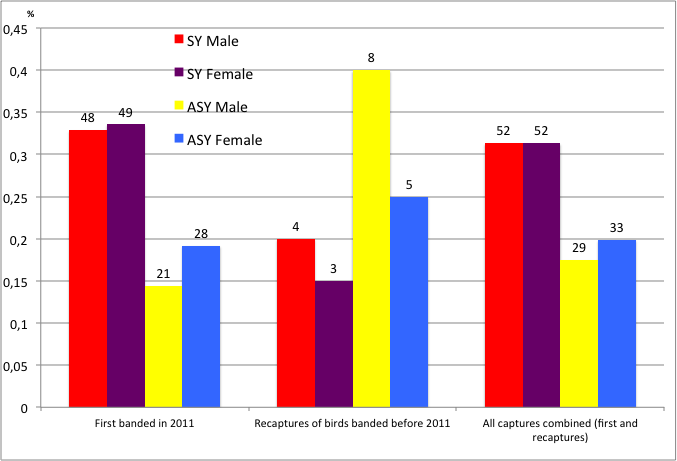 %
0,45
0,4
0,35
0,3
0,25
0,2
0,15
0,1
0,05
0
SY Male
SY Female
ASY Male
ASY Female
48
49
21
28
4
3
8
5
52
52
29
33
First banded in 2011
Recaptures of birds banded before 2011
All captures combined (first and
recaptures)